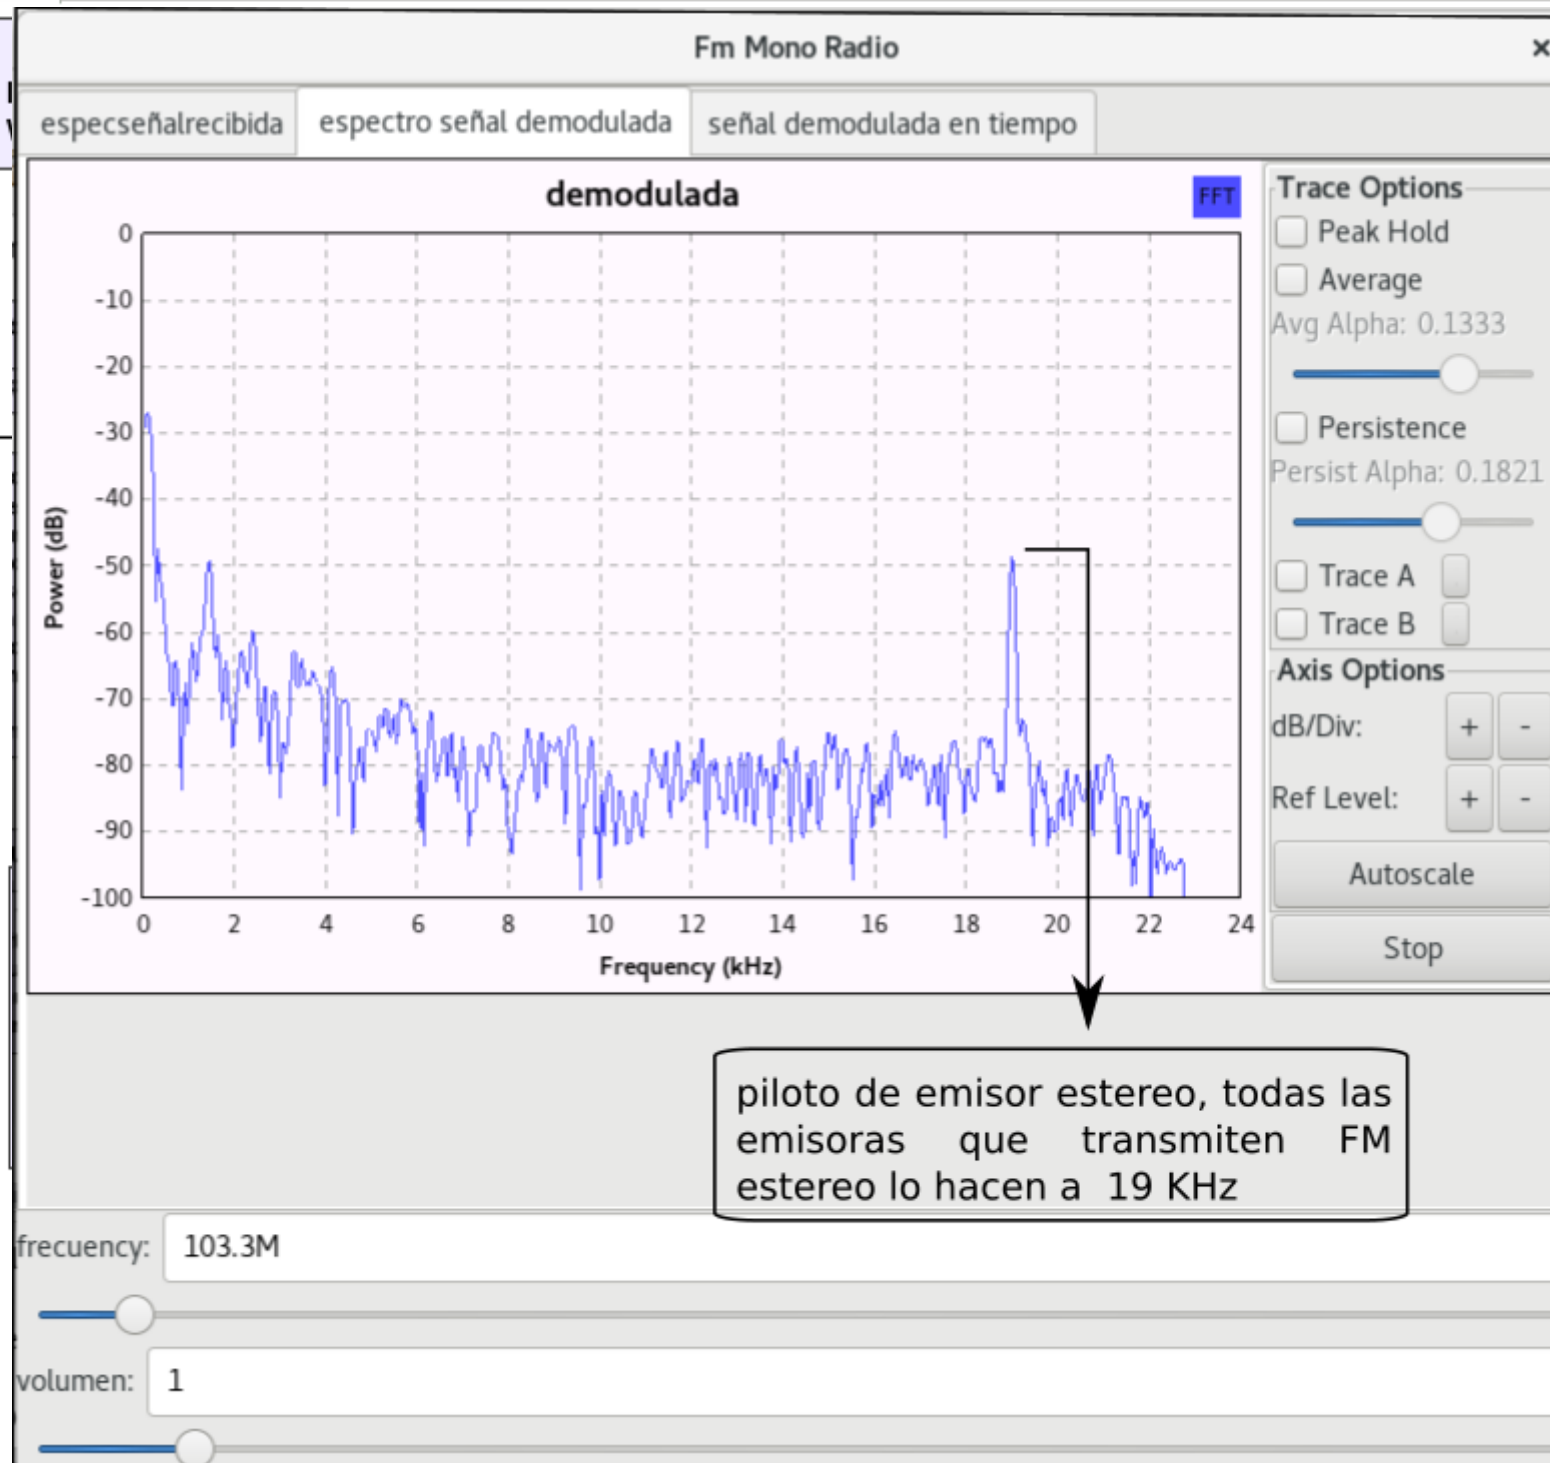 Fm Mono Radio ×
especseñalrecibida espectro señal demodulada señal demodulada en tiempo
demodulada
FFT
0
-10
-20
-30
-40
-50
-60
-70
-80
-90
-100
Power (dB)
0 2 4 6 8 10 12 14 16 18 20 22 24
Frequency (kHz)
Trace Options
Peak Hold
Average
Avg Alpha: 0.1333
Persistence
Persist Alpha: 0.1821
Trace A
Trace B
Axis Options
dB/Div: + -
Ref Level: + -
Autoscale
Stop
piloto de emisor estereo, todas las
emisoras que transmiten FM
estereo lo hacen a 19 KHz
frecuency: 103.3M
volumen: 1